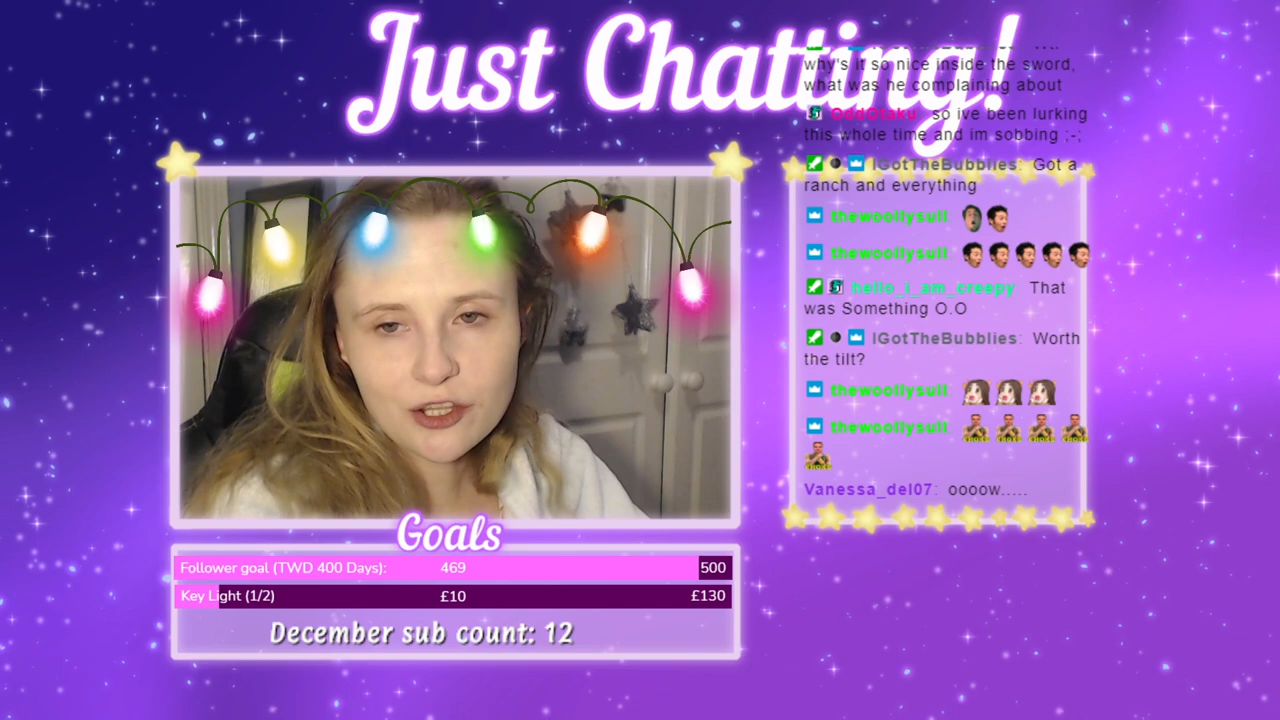 Just Chatting!
why's it so nice inside the sword,
what was he complaining about
OddOtaku: so ive been lurking
this whole time and im sobbing ;-;
IGotTheBubblies: Got a
ranch and everything
thewoollysull
thewoollysull
hello_i_am_creepy That
was Something O.O
IGotTheBubblies: Worth
the tilt?
thewoollysull
thewoollysull
Vanessa_del07: oooow.....
Goals
Follower goal (TWD 400 Days): 469 500
Key Light (1/2) £10 £130
December sub count: 12